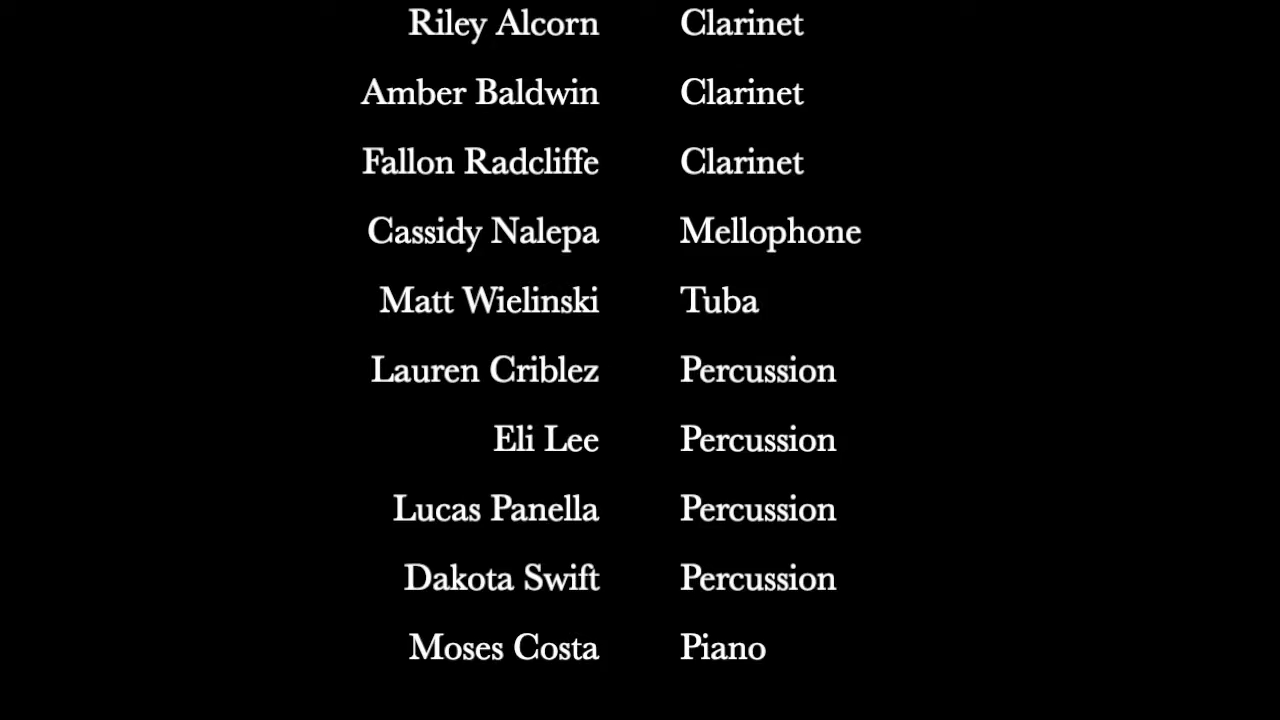 Riley Alcorn Clarinet
Amber Baldwin Clarinet
Fallon Radcliffe Clarinet
Cassidy Nalepa Mellophone
Matt Wielinski Tuba
Lauren Criblez Percussion
Eli Lee Percussion
Lucas Panella Percussion
Dakota Swift Percussion
Moses Costa Piano